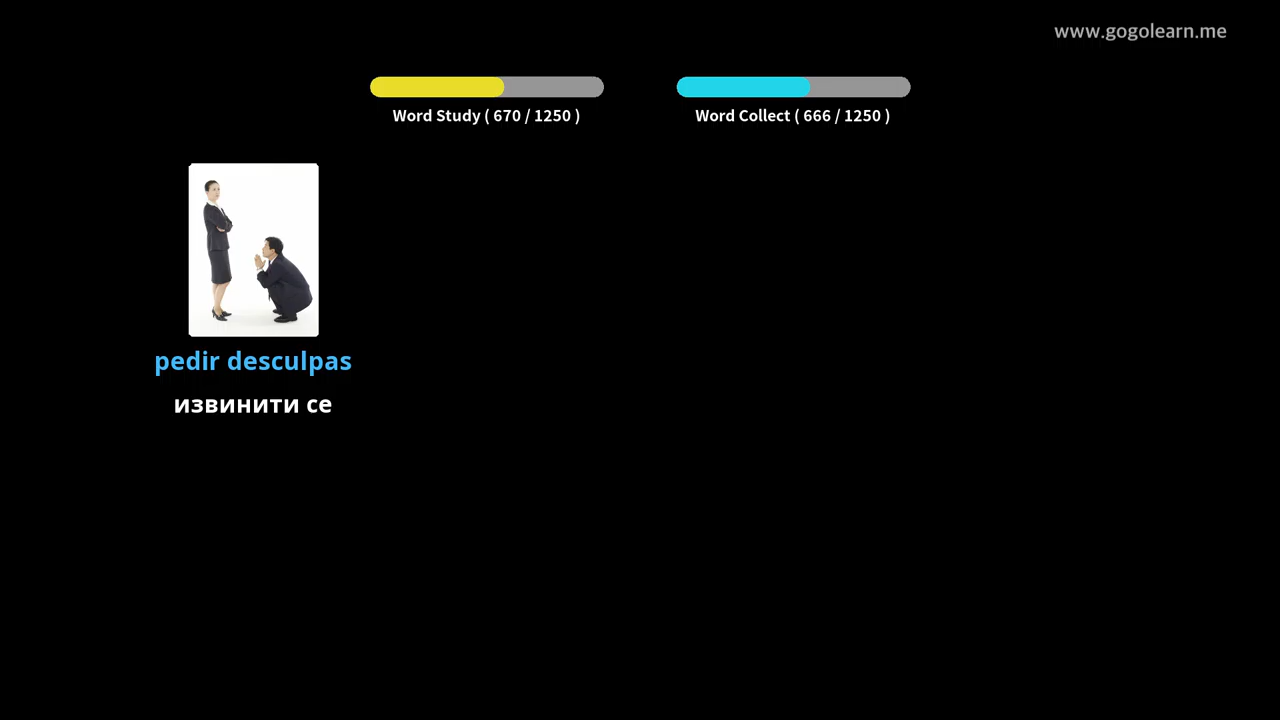 www.gogolearn.me
Word Study ( 670 / 1250 )
Word Collect ( 666 / 1250 )
pedir desculpas
извинити се